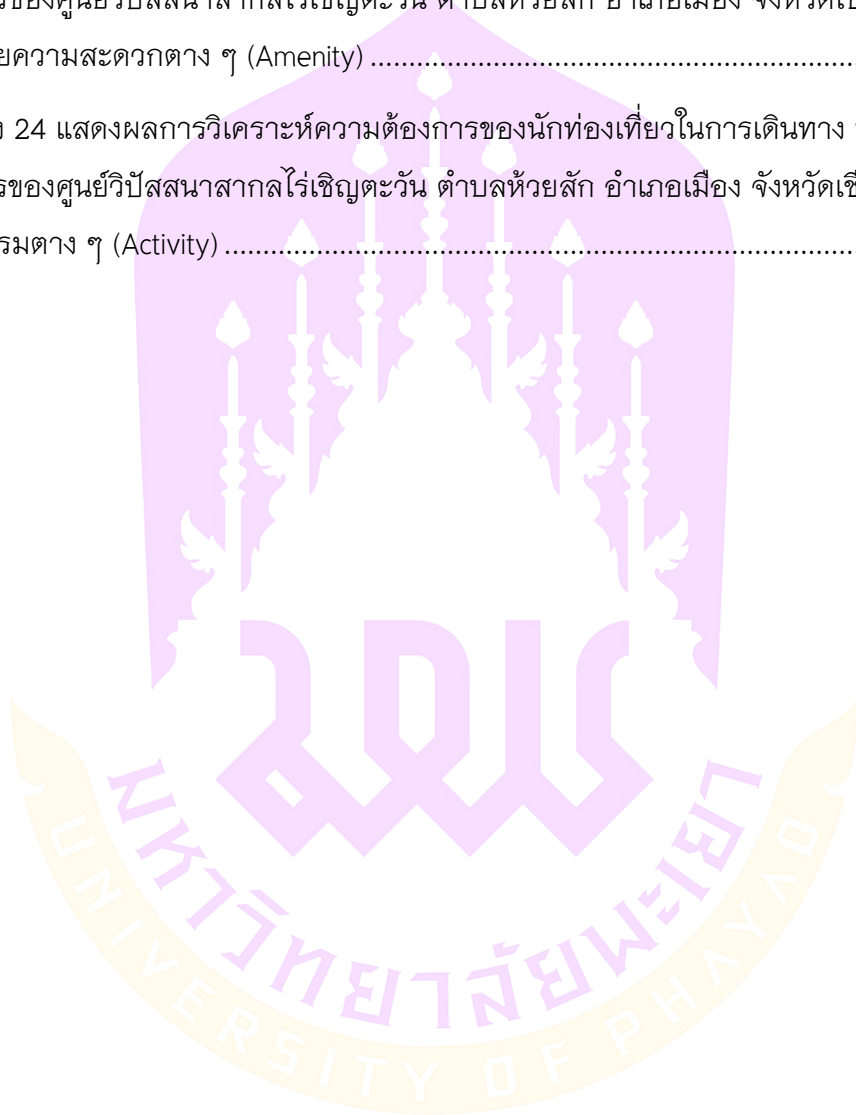 ของศูนย์วิปัสสนาสากลไร่เชิญตะวัน ตำบลห้วยสัก อำเภอเมือง จังหวัดเชี
ยความสะดวกต่าง ๆ (Amenity) ................................................................
24 แสดงผลการวิเคราะห์ความต้องการของนักท่องเที่ยวในการเดินทาง
รของศูนย์วิปัสสนาสากลไร่เชิญตะวัน ตำบลห้วยสัก อำเภอเมือง จังหวัดเชี
รมต่าง ๆ (Activity) ................................................................................
มหาวิทยาลัยพะเยา
UNIVERSITY OF PHAYAO